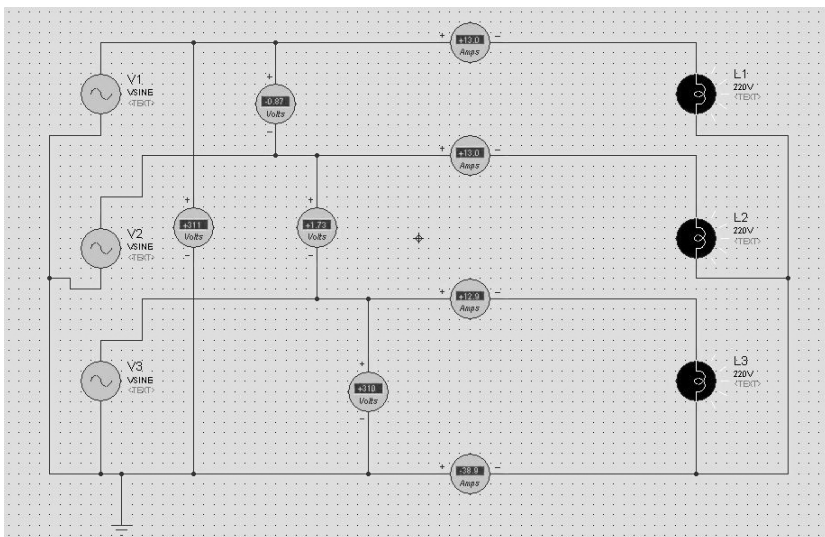 + +13.0 −
Amps
V1
VSINE
<TEXT>
+
-0.87
Volts
−
L1
220V
<TEXT>
+ +13.0 −
Amps
V2
VSINE
<TEXT>
+
+311
Volts
−
+
+1.73
Volts
−
L2
220V
<TEXT>
+ +12.9 −
Amps
V3
VSINE
<TEXT>
+
+310
Volts
−
L3
220V
<TEXT>
+ -38.9 −
Amps